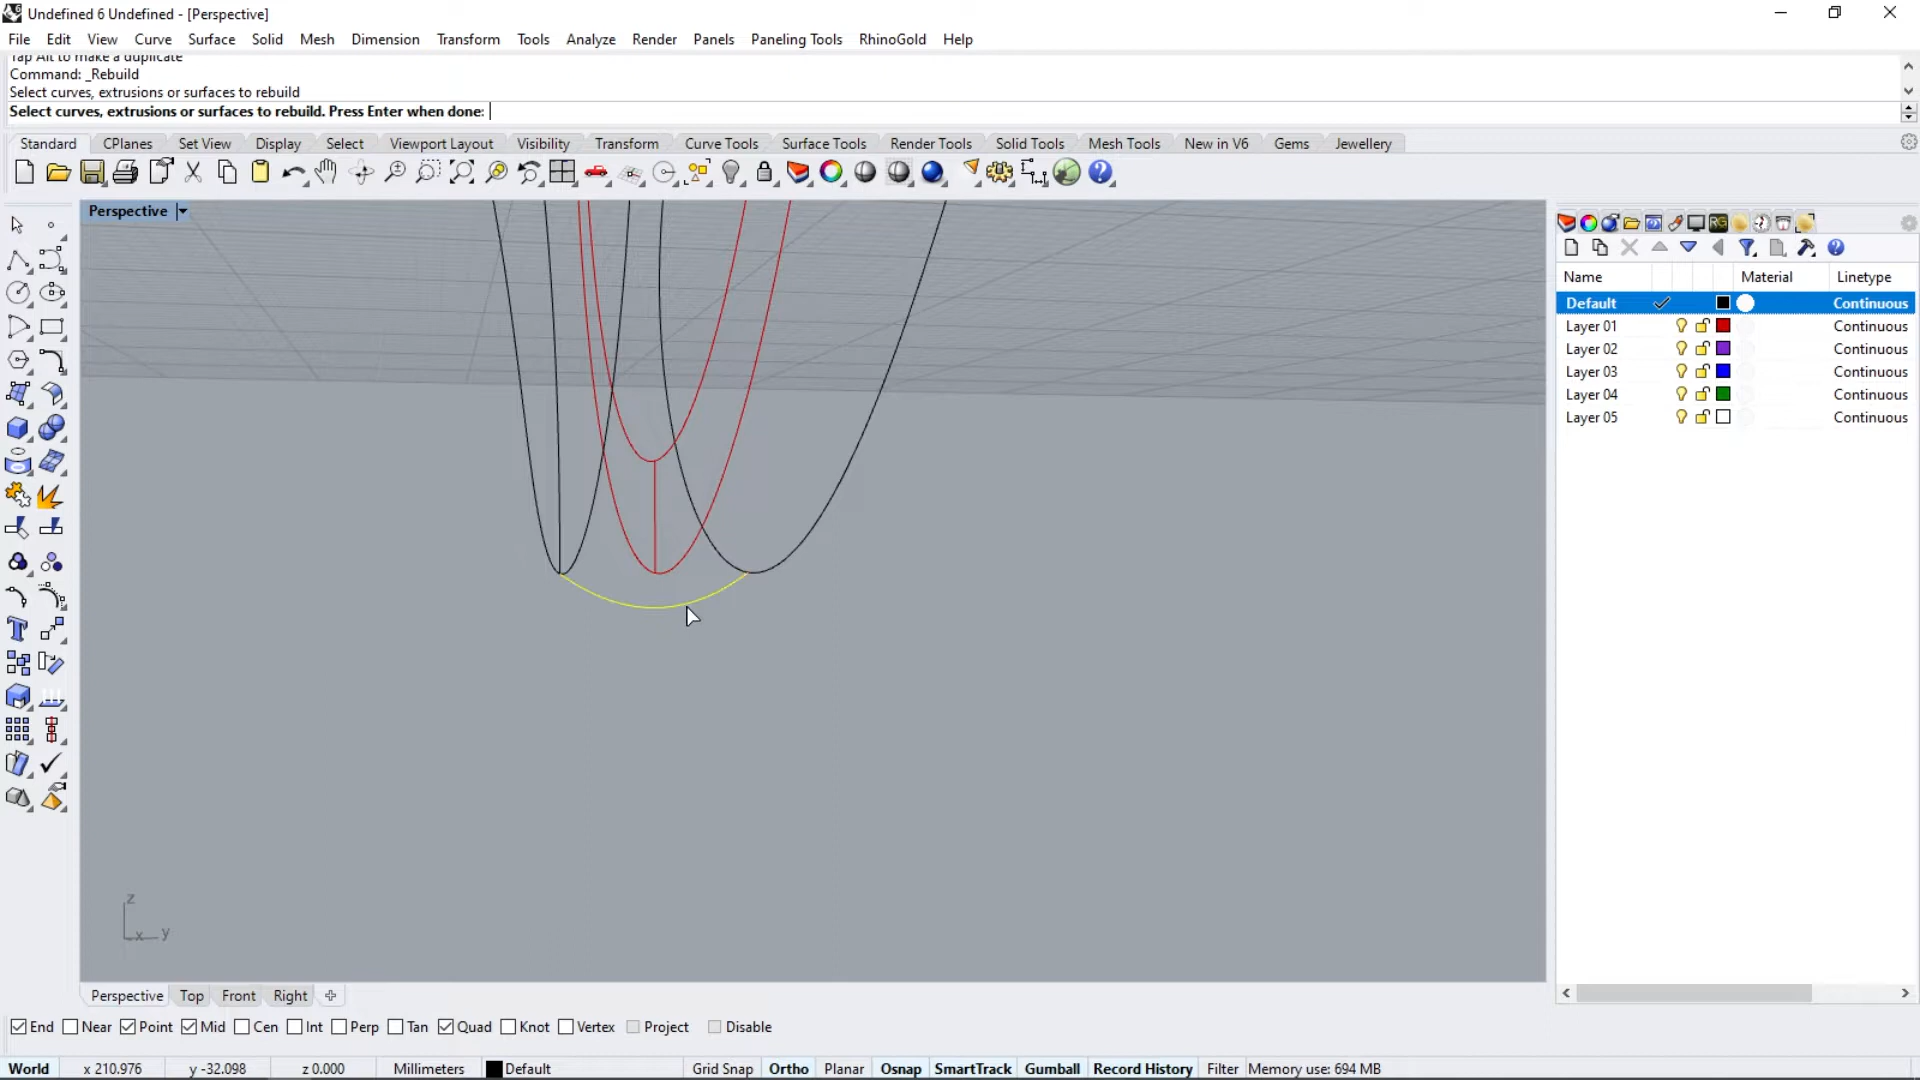 Undefined 6 Undefined - [Perspective]
File Edit View Curve Surface Solid Mesh Dimension Transform Tools Analyze Render Panels Paneling Tools RhinoGold Help
Tap Alt to make a duplicate
Command: _Rebuild
Select curves, extrusions or surfaces to rebuild
Select curves, extrusions or surfaces to rebuild. Press Enter when done:
Standard CPlanes Set View Display Select Viewport Layout Visibility Transform Curve Tools Surface Tools Render Tools Solid Tools Mesh Tools New in V6 Gems Jewellery
Perspective
Name Material Linetype
Default Continuous
Layer 01 Continuous
Layer 02 Continuous
Layer 03 Continuous
Layer 04 Continuous
Layer 05 Continuous
z
x y
Perspective Top Front Right
End Near Point Mid Cen Int Perp Tan Quad Knot Vertex Project Disable
World x 210.976 y -32.098 z 0.000 Millimeters Default Grid Snap Ortho Planar Osnap SmartTrack Gumball Record History Filter Memory use: 694 MB